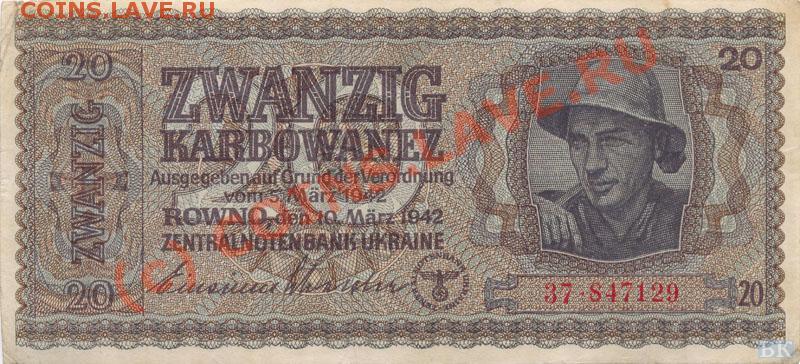 COINS.LAVE.RU
20
ZWANZIG
20
ZWANZIG
KARBOWANEZ
Ausgegeben auf Grund der Verordnung
vom 5. März 1942
ROWNO, den 10. März 1942
ZENTRALNOTENBANK UKRAINE
20
37·847129
20
(c) COINS.LAVE.RU
БК